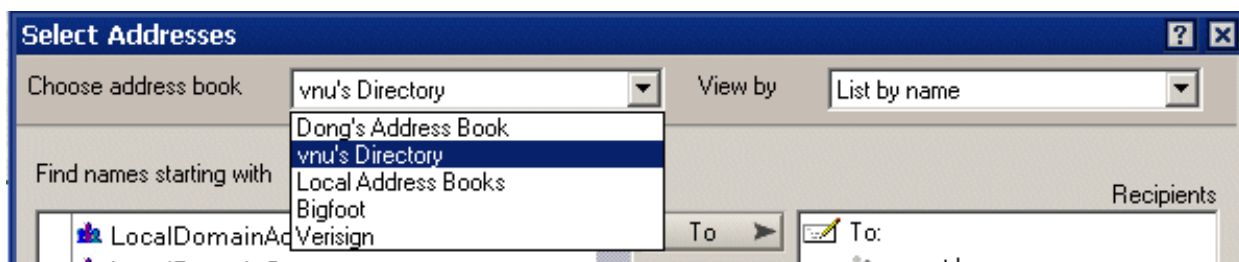 Select Addresses
Choose address book vnu's Directory View by List by name
Dong's Address Book
vnu's Directory
Find names starting with
Local Address Books
Recipients
Bigfoot
LocalDomainAd
Verisign
To
To: